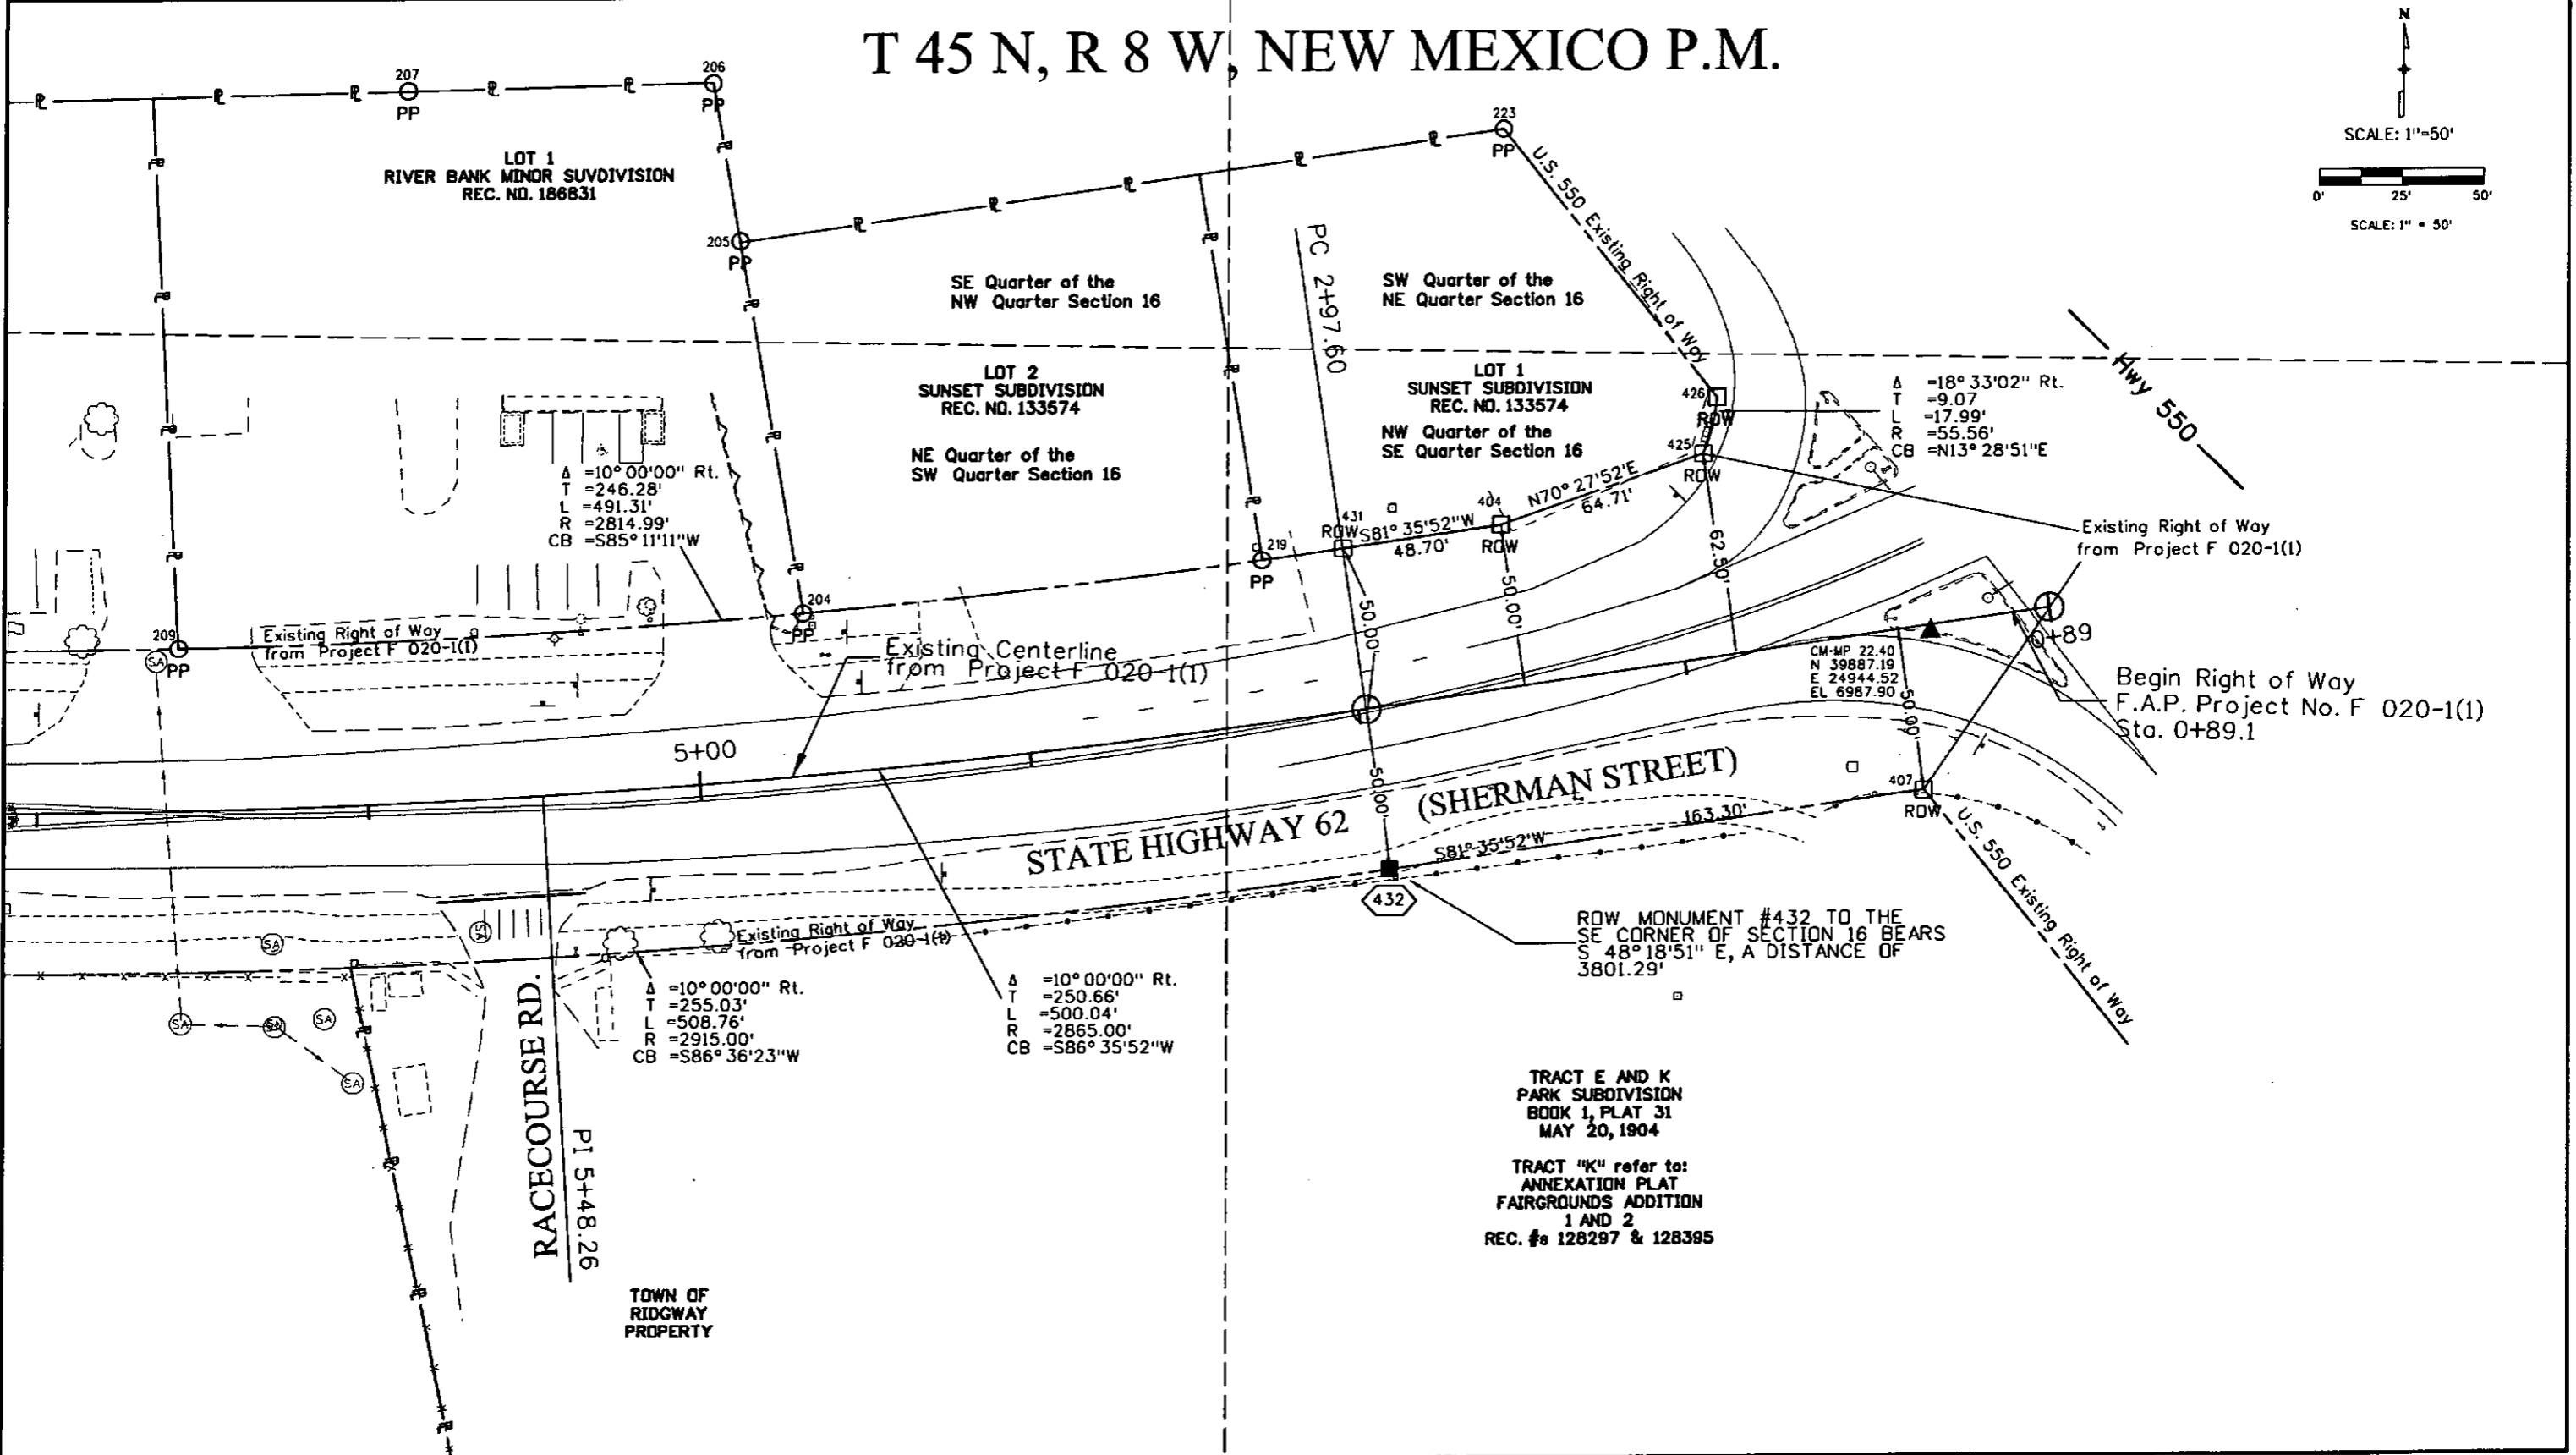 T 45 N, R 8 W, NEW MEXICO P.M.
N
SCALE: 1"=50'
0' 25' 50'
SCALE: 1" = 50'
207
PP
206
PP
LOT 1
RIVER BANK MINOR SUVDIVISION
REC. NO. 186831
205
PP
223
PP
U.S. 550 Existing Right of Way
SE Quarter of the
NW Quarter Section 16
PC 2+97.60
SW Quarter of the
NE Quarter Section 16
LOT 2
SUNSET SUBDIVISION
REC. NO. 133574
NE Quarter of the
SW Quarter Section 16
LOT 1
SUNSET SUBDIVISION
REC. NO. 133574
NW Quarter of the
SE Quarter Section 16
426
ROW
425
ROW
Δ =18° 33'02" Rt.
T =9.07
L =17.99'
R =55.56'
CB =N13° 28'51"E
Hwy 550
Δ =10° 00'00" Rt.
T =246.28'
L =491.31'
R =2814.99'
CB =S85° 11'11"W
N70° 27'52"E
64.71'
404
ROW
431
ROW
S81° 35'52"W
48.70'
219
PP
50.00'
50.00'
62.50'
Existing Right of Way
from Project F 020-1(1)
204
PP
209
PP
SA
Existing Right of Way
from Project F 020-1(1)
Existing Centerline
from Project F 020-1(1)
0+89
CM-MP 22.40
N 39887.19
E 24944.52
EL 6987.90
50.00'
Begin Right of Way
F.A.P. Project No. F 020-1(1)
Sta. 0+89.1
5+00
50.00'
STATE HIGHWAY 62 (SHERMAN STREET)
407
ROW
163.30'
S81° 35'52"W
U.S. 550 Existing Right of Way
432
ROW MONUMENT #432 TO THE
SE CORNER OF SECTION 16 BEARS
S 48° 18'51" E, A DISTANCE OF
3801.29'
Existing Right of Way
from Project F 020-1(1)
SA
SA
SA
SA
SA
SA
Δ =10° 00'00" Rt.
T =255.03'
L =508.76'
R =2915.00'
CB =S86° 36'23"W
Δ =10° 00'00" Rt.
T =250.66'
L =500.04'
R =2865.00'
CB =S86° 35'52"W
RACECOURSE RD.
PI 5+48.26
TRACT E AND K
PARK SUBDIVISION
BOOK 1, PLAT 31
MAY 20, 1904
TRACT "K" refer to:
ANNEXATION PLAT
FAIRGROUNDS ADDITION
1 AND 2
REC. #s 128297 & 128395
TOWN OF
RIDGWAY
PROPERTY